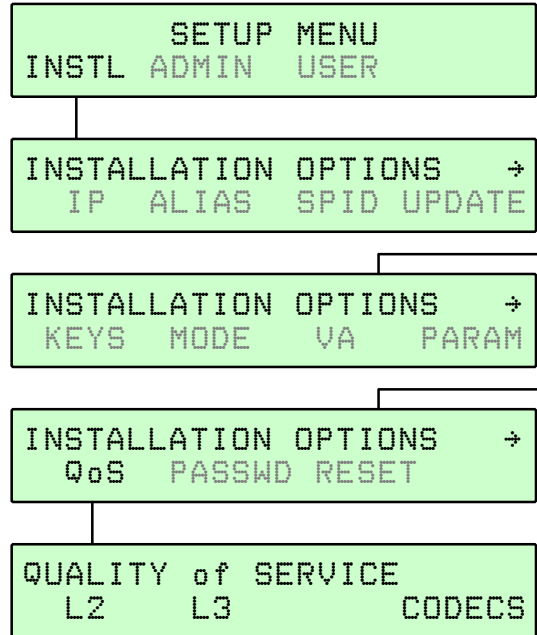 SETUP MENU
INSTL ADMIN USER
INSTALLATION OPTIONS →
IP ALIAS SPID UPDATE
INSTALLATION OPTIONS →
KEYS MODE VA PARAM
INSTALLATION OPTIONS →
QoS PASSWD RESET
QUALITY of SERVICE
L2 L3 CODECS